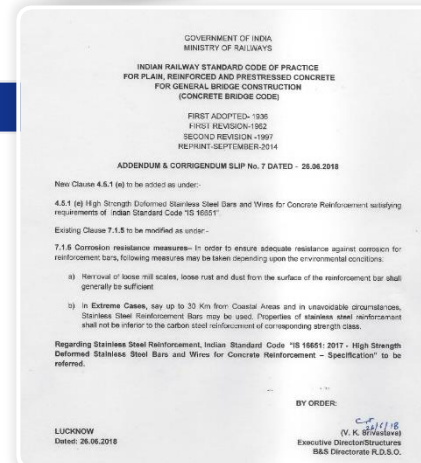 GOVERNMENT OF INDIA
MINISTRY OF RAILWAYS
INDIAN RAILWAY STANDARD CODE OF PRACTICE
FOR PLAIN, REINFORCED AND PRESTRESSED CONCRETE
FOR GENERAL BRIDGE CONSTRUCTION
(CONCRETE BRIDGE CODE)
FIRST ADOPTED- 1936
FIRST REVISION-1962
SECOND REVISION -1997
REPRINT-SEPTEMBER-2014
ADDENDUM & CORRIGENDUM SLIP No. 7 DATED - 26.06.2018
New Clause 4.5.1 (e) to be added as under:-
4.5.1 (e) High Strength Deformed Stainless Steel Bars and Wires for Concrete Reinforcement satisfying
requirements of Indian Standard Code "IS 16651".
Existing Clause 7.1.5 to be modified as under:-
7.1.5 Corrosion resistance measures– In order to ensure adequate resistance against corrosion for
reinforcement bars, following measures may be taken depending upon the environmental conditions:
a) Removal of loose mill scales, loose rust and dust from the surface of the reinforcement bar shall
generally be sufficient
b) In Extreme Cases, say up to 30 Km from Coastal Areas and in unavoidable circumstances,
Stainless Steel Reinforcement Bars may be used. Properties of stainless steel reinforcement
shall not be inferior to the carbon steel reinforcement of corresponding strength class.
Regarding Stainless Steel Reinforcement, Indian Standard Code "IS 16651: 2017 - High Strength
Deformed Stainless Steel Bars and Wires for Concrete Reinforcement – Specification" to be
referred.
BY ORDER:
26/6/18
(V. K. Srivastava)
LUCKNOW
Executive Director/Structures
Dated: 26.06.2018
B&S Directorate R.D.S.O.